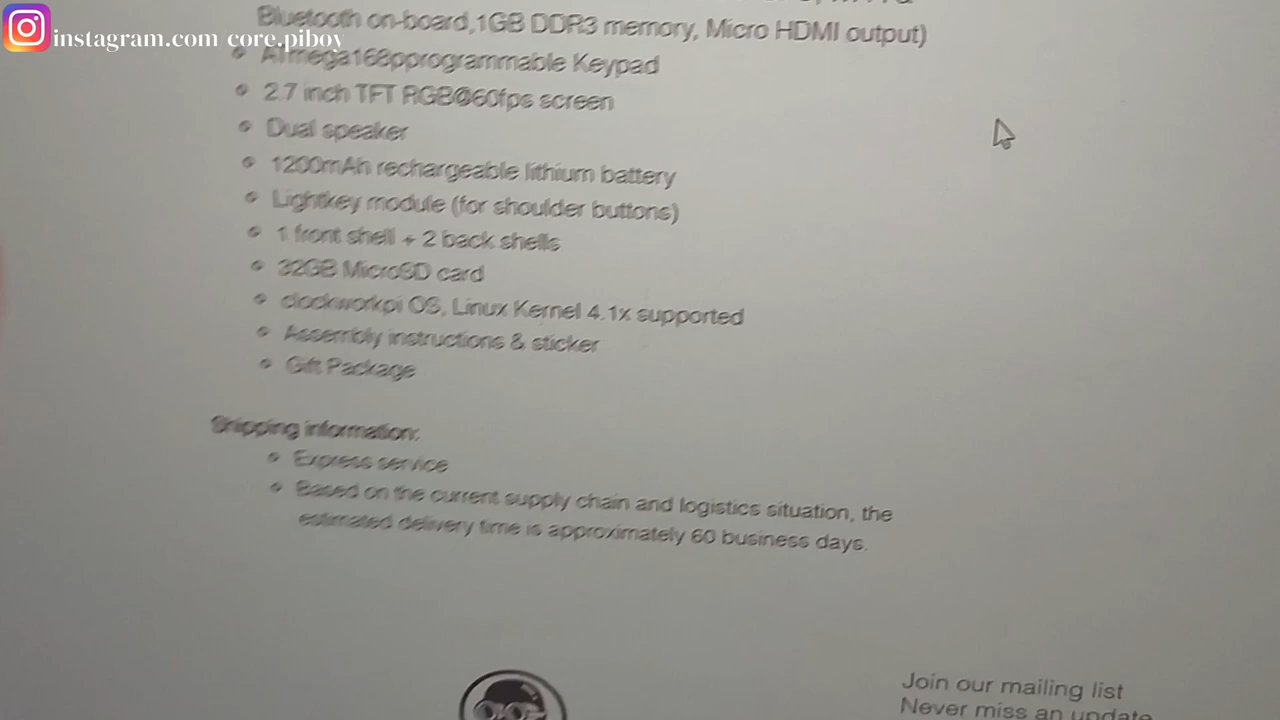 instagram.com core.piboy
Bluetooth on-board,1GB DDR3 memory, Micro HDMI output)
ATmega168pprogrammable Keypad
2.7 inch TFT RGB@60fps screen
Dual speaker
1200mAh rechargeable lithium battery
Lightkey module (for shoulder buttons)
1 front shell + 2 back shells
32GB MicroSD card
clockworkpi OS, Linux Kernel 4.1x supported
Assembly instructions & sticker
Gift Package
Shipping information:
Express service
Based on the current supply chain and logistics situation, the
estimated delivery time is approximately 60 business days.
Join our mailing list
Never miss an update